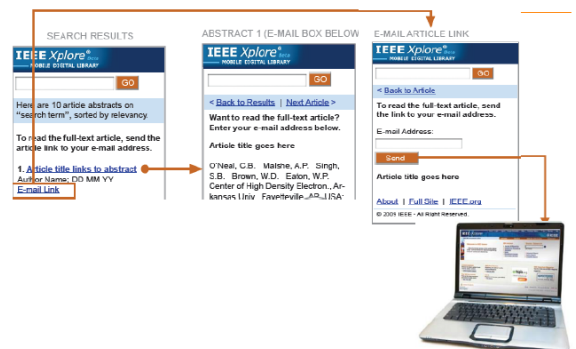 SEARCH RESULTS
IEEE Xplore® Beta
MOBILE DIGITAL LIBRARY
GO
Here are 10 article abstracts on
"search term", sorted by relevancy.
To read the full-text article, send the
article link to your e-mail address.
1. Article title links to abstract
Author Name; DD MM YY
E-mail Link
ABSTRACT 1 (E-MAIL BOX BELOW
IEEE Xplore® Beta
MOBILE DIGITAL LIBRARY
GO
< Back to Results | Next Article >
Want to read the full-text article?
Enter your e-mail address below.
Article title goes here
O'Neal, C.B. Malshe, A.P. Singh,
S.B. Brown, W.D. Eaton, W.P.
Center of High Density Electron., Ar-
kansas Univ., Fayetteville, AR, USA;
E-MAIL ARTICLE LINK
IEEE Xplore® Beta
MOBILE DIGITAL LIBRARY
GO
< Back to Article
To read the full-text article, send
the link to your e-mail address.
E-mail Address:
Send
Article title goes here
About | Full Site | IEEE.org
© 2009 IEEE - All Right Reserved.